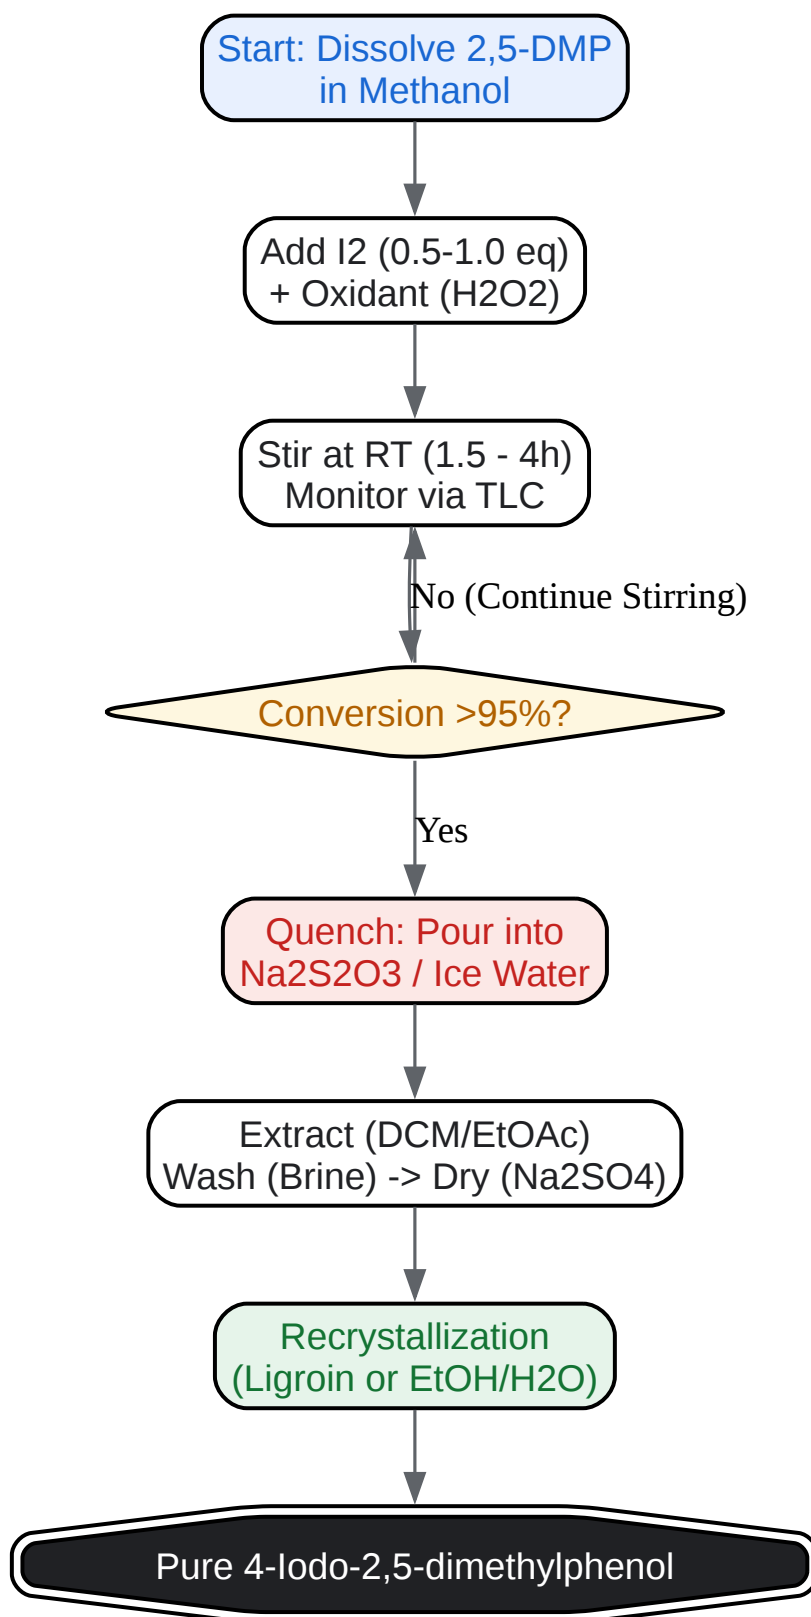 Start: Dissolve 2,5-DMP
in Methanol
Add I2 (0.5-1.0 eq)
+ Oxidant (H2O2)
Stir at RT (1.5 - 4h)
Monitor via TLC
No (Continue Stirring)
Conversion >95%?
Yes
Quench: Pour into
Na2S2O3 / Ice Water
Extract (DCM/EtOAc)
Wash (Brine) -> Dry (Na2SO4)
Recrystallization
(Ligroin or EtOH/H2O)
Pure 4-Iodo-2,5-dimethylphenol